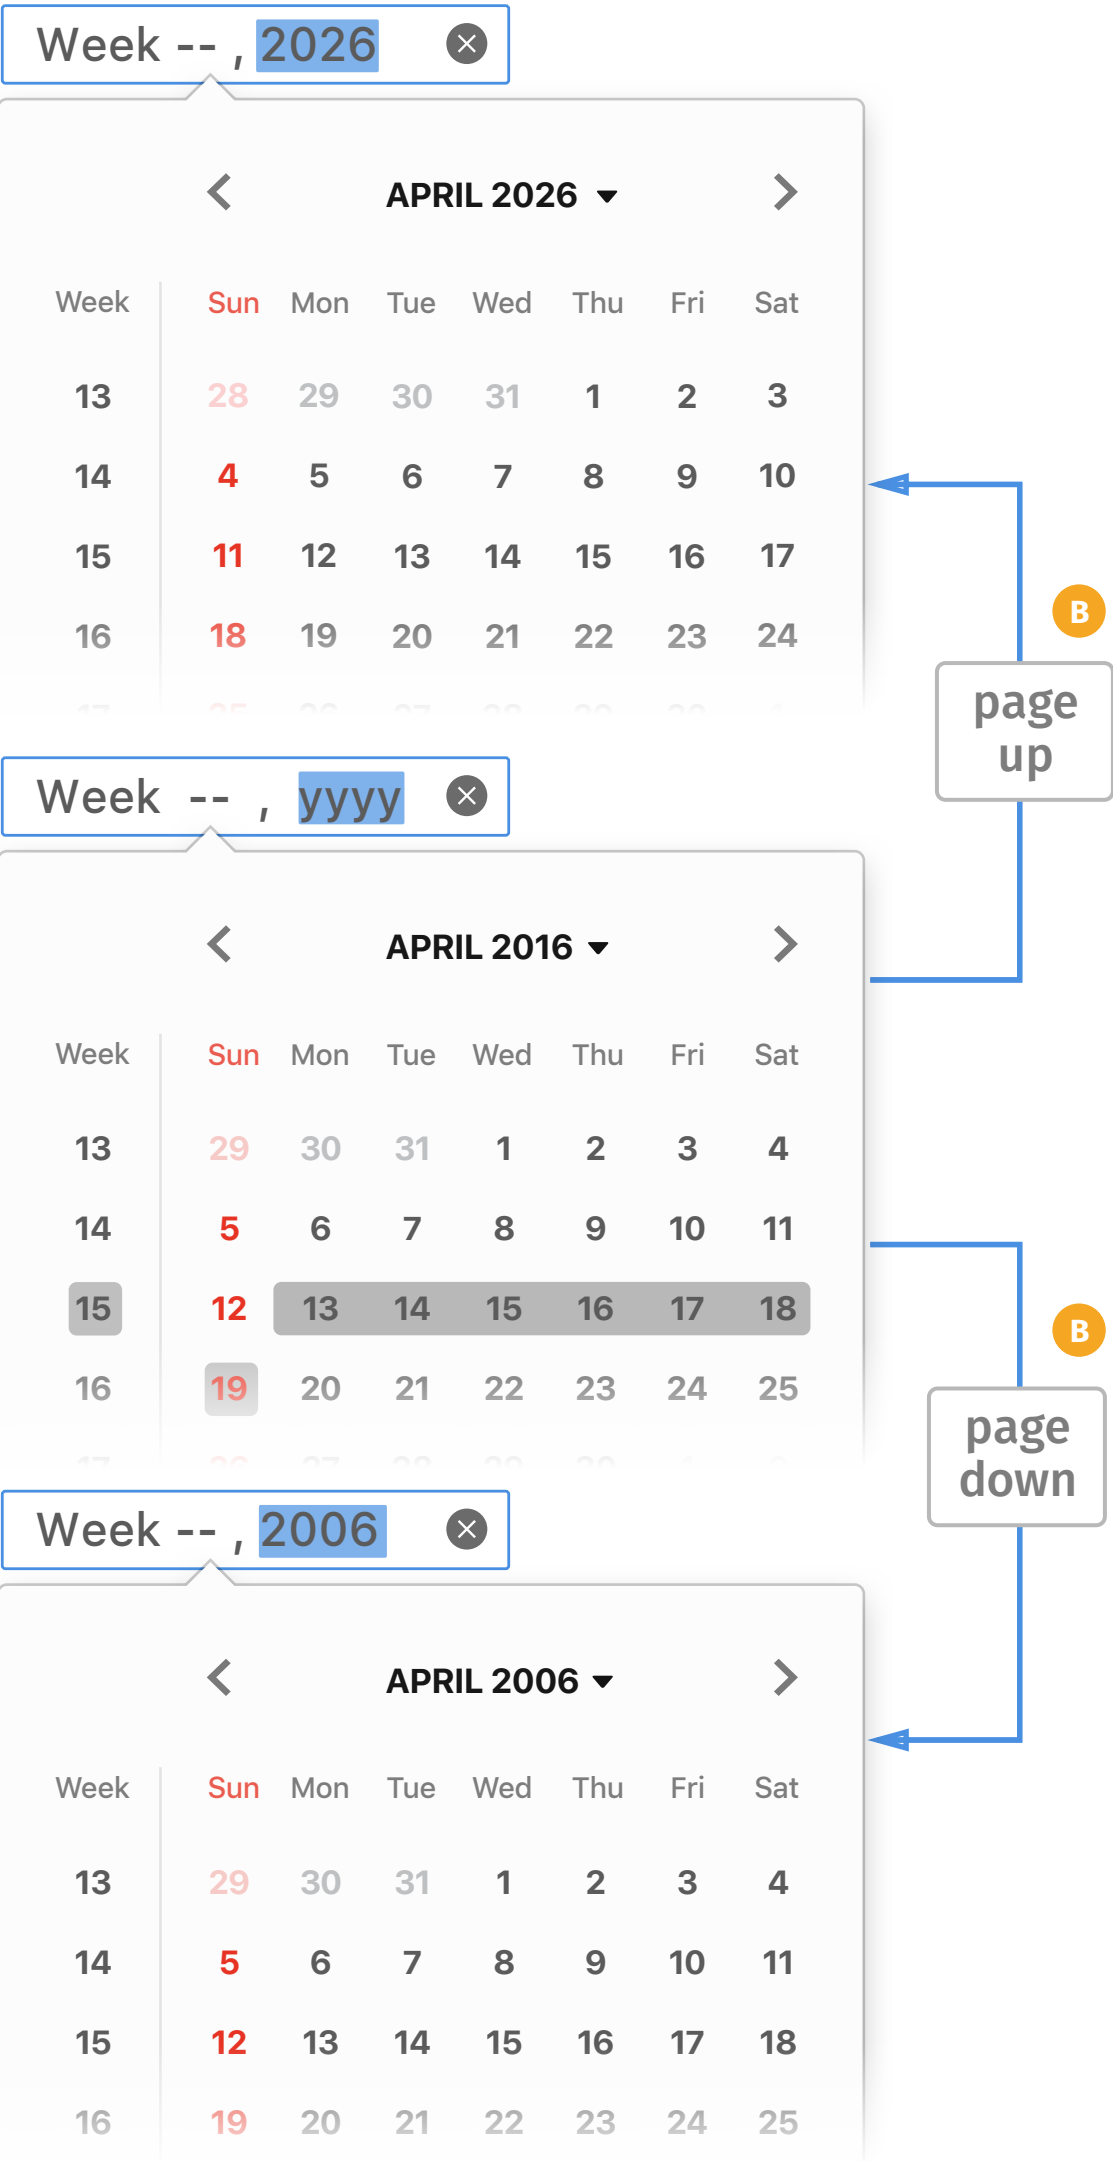 Week -- , 2026
APRIL 2026
Week Sun Mon Tue Wed Thu Fri Sat
13 28 29 30 31 1 2 3
14 4 5 6 7 8 9 10
15 11 12 13 14 15 16 17
16 18 19 20 21 22 23 24
B
page
up
Week -- , yyyy
APRIL 2016
Week Sun Mon Tue Wed Thu Fri Sat
13 29 30 31 1 2 3 4
14 5 6 7 8 9 10 11
15 12 13 14 15 16 17 18
16 19 20 21 22 23 24 25
B
page
down
Week -- , 2006
APRIL 2006
Week Sun Mon Tue Wed Thu Fri Sat
13 29 30 31 1 2 3 4
14 5 6 7 8 9 10 11
15 12 13 14 15 16 17 18
16 19 20 21 22 23 24 25